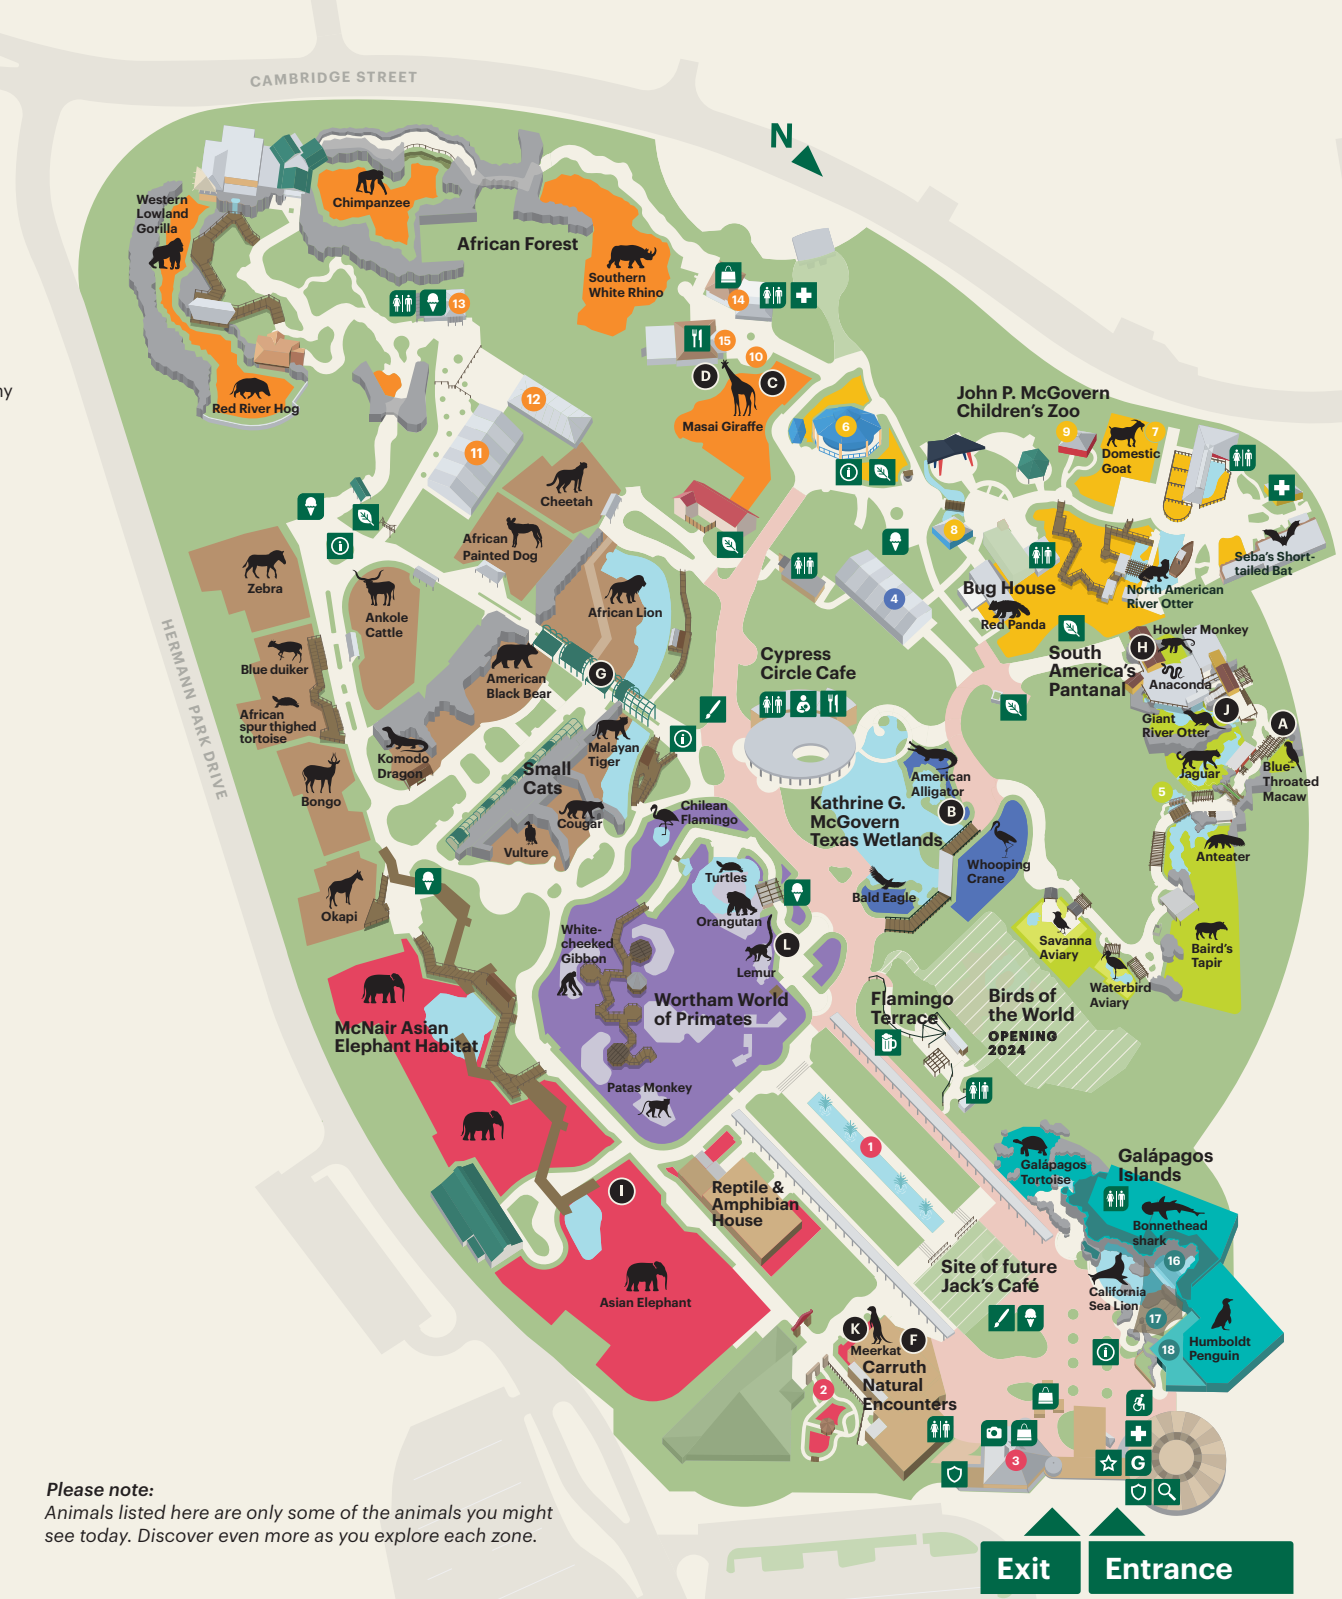 CAMBRIDGE STREET
N
ny
Western
Lowland
Gorilla
Chimpanzee
African Forest
Southern
White Rhino
13
14
15
10
D
C
Masai Giraffe
Red River Hog
12
11
Cheetah
African
Painted Dog
6
John P. McGovern
Children's Zoo
9
7
Domestic
Goat
8
Seba's Short-
tailed Bat
North American
River Otter
Bug House
Red Panda
4
Zebra
Ankole
Cattle
African Lion
Blue duiker
African
spur thighed
tortoise
HERMANN PARK DRIVE
American
Black Bear
G
Komodo
Dragon
Malayan
Tiger
Small
Cats
Cougar
Vulture
Bongo
Okapi
Cypress
Circle Cafe
South
America's
Pantanal
H
Howler Monkey
Anaconda
J
Giant
River Otter
A
Jaguar
Blue-
Throated
Macaw
5
Anteater
Baird's
Tapir
American
Alligator
B
Kathrine G.
McGovern
Texas Wetlands
Whooping
Crane
Bald Eagle
Savanna
Aviary
Waterbird
Aviary
Chilean
Flamingo
Turtles
Orangutan
L
Lemur
White-
cheeked
Gibbon
Wortham World
of Primates
Patas Monkey
Flamingo
Terrace
Birds of
the World
OPENING
2024
McNair Asian
Elephant Habitat
I
Asian Elephant
Reptile &
Amphibian
House
1
Galápagos
Tortoise
Galápagos
Islands
Bonnethead
shark
16
California
Sea Lion
17
18
Humboldt
Penguin
Site of future
Jack's Café
K
F
Meerkat
Carruth
Natural
Encounters
2
3
G
Please note:
Animals listed here are only some of the animals you might
see today. Discover even more as you explore each zone.
Exit
Entrance